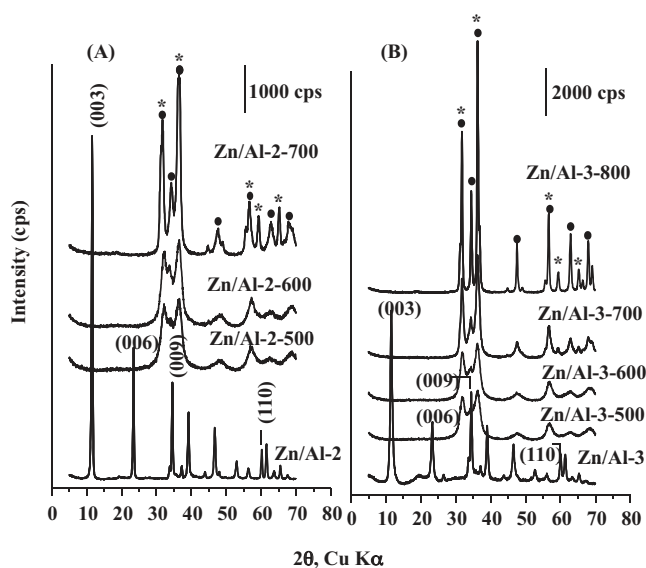 (A)
1000 cps
(003)
Zn/Al-2-700
Zn/Al-2-600
Zn/Al-2-500
(006)
(009)
(110)
Zn/Al-2
0 10 20 30 40 50 60 70
Intensity (cps)
(B)
2000 cps
Zn/Al-3-800
(003)
Zn/Al-3-700
Zn/Al-3-600
(009)
(006)
Zn/Al-3-500
(110)
Zn/Al-3
0 10 20 30 40 50 60 70
2θ, Cu Kα